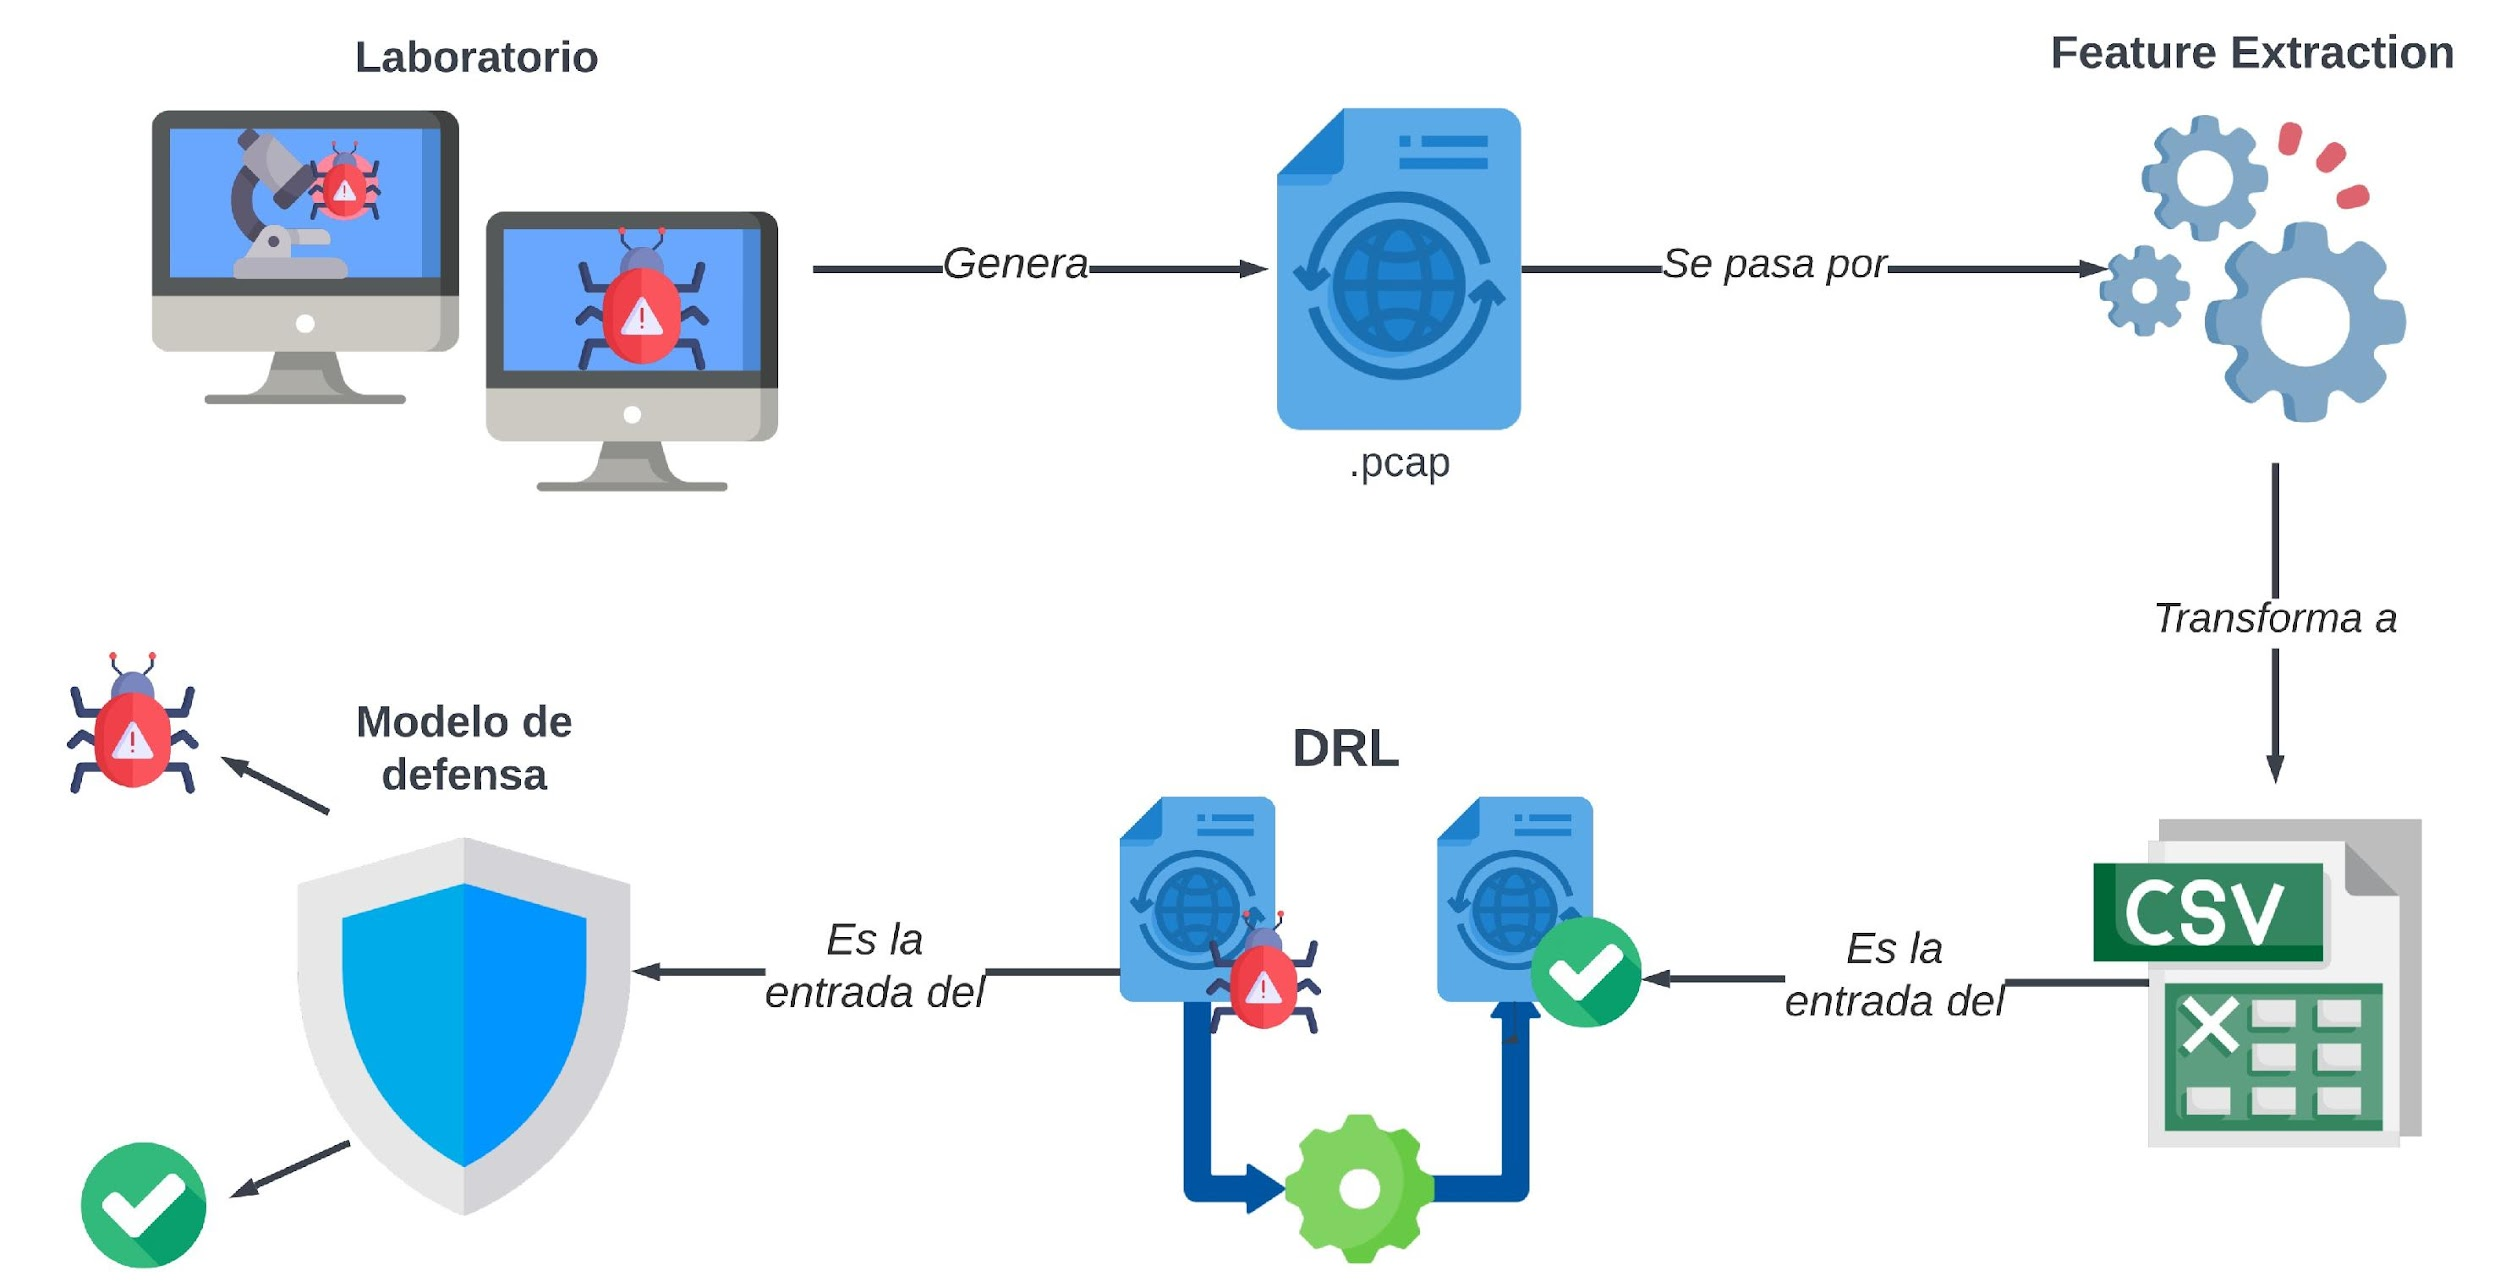 Laboratorio
Feature Extraction
Genera
Se pasa por
.pcap
Transforma a
Modelo de
defensa
DRL
CSV
Es la
entrada del
Es la
entrada del